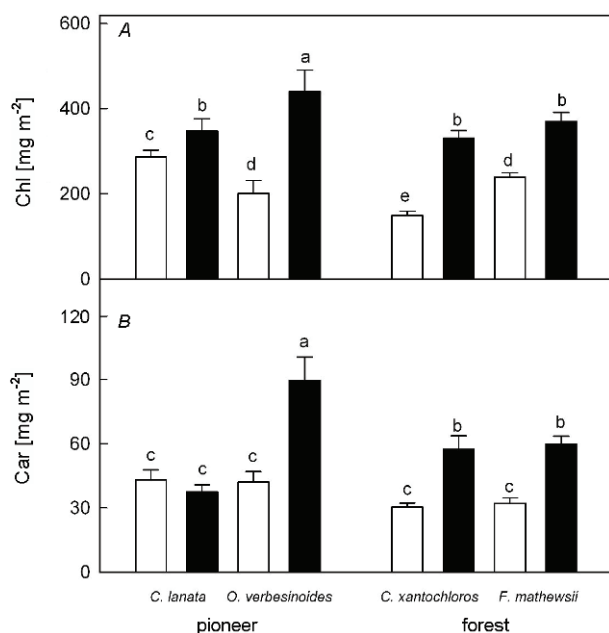 A
Chl [mg m-2]
600
400
200
0
c
b
d
a
e
b
d
b
B
Car [mg m-2]
120
90
60
30
0
c
c
c
a
c
b
c
b
C. lanata O. verbesinoides C. xantochloros F. mathewsii
pioneer forest